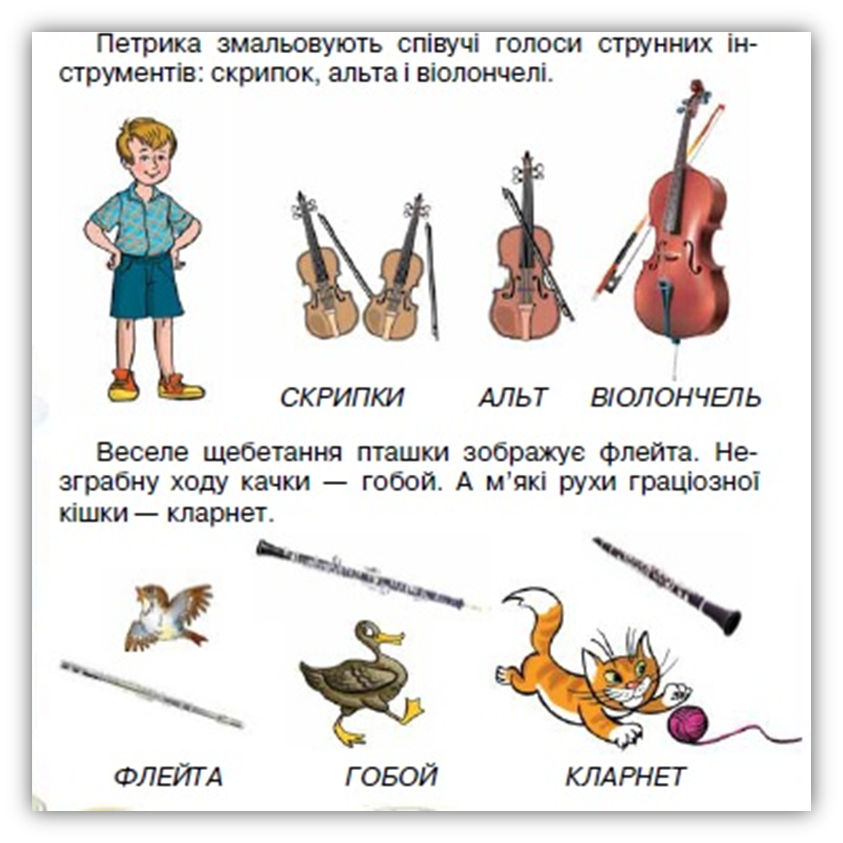 Петрика змальовують співучі голоси струнних ін-
струментів: скрипок, альта і віолончелі.
СКРИПКИ АЛЬТ ВІОЛОНЧЕЛЬ
Веселе щебетання пташки зображує флейта. Не-
зграбну ходу качки — гобой. А м’які рухи граціозної
кішки — кларнет.
ФЛЕЙТА ГОБОЙ КЛАРНЕТ